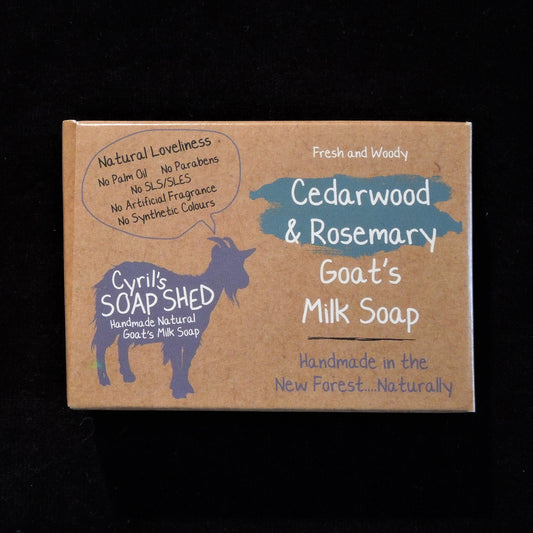 Natural Loveliness
No Palm Oil No Parabens
No SLS/SLES
No Artificial Fragrance
No Synthetic Colours
Cyril's
SOAP SHED
Handmade Natural
Goat's Milk Soap
Fresh and Woody
Cedarwood
& Rosemary
Goat's
Milk Soap
Handmade in the
New Forest....Naturally